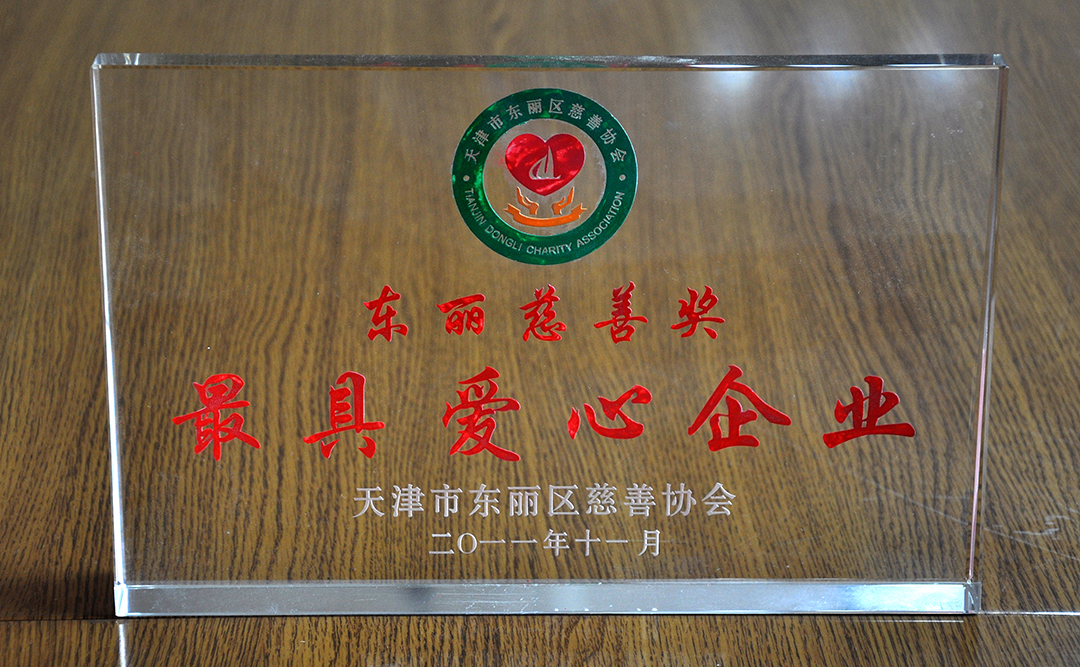 天津市东丽区慈善协会
TIANJIN DONGLI CHARITY ASSOCIATION
东丽慈善奖
最具爱心企业
天津市东丽区慈善协会
二〇一一年十一月